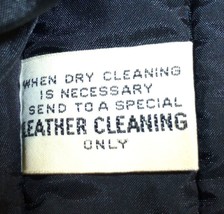 WHEN DRY CLEANING
IS NECESSARY
SEND TO A SPECIAL
LEATHER CLEANING
ONLY